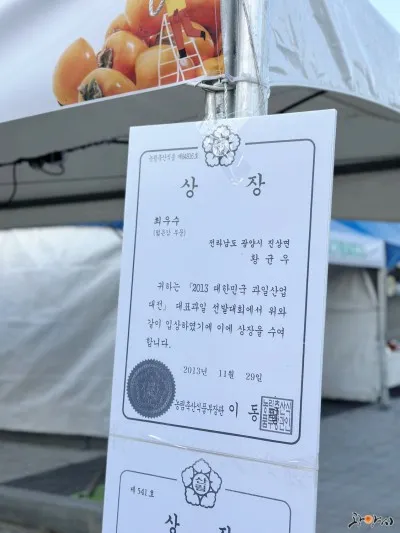 상 장
최우수
전라남도 광양시 진상면
황 균 우
귀하는 「2013 대한민국 과일산업
대전」 대표과일 선발대회에서 위와
같이 입상하였기에 이에 상장을 수여
합니다.
2013년 11월 29일
농림축산식품부장관 이 동
제 541 호
산림
상 장